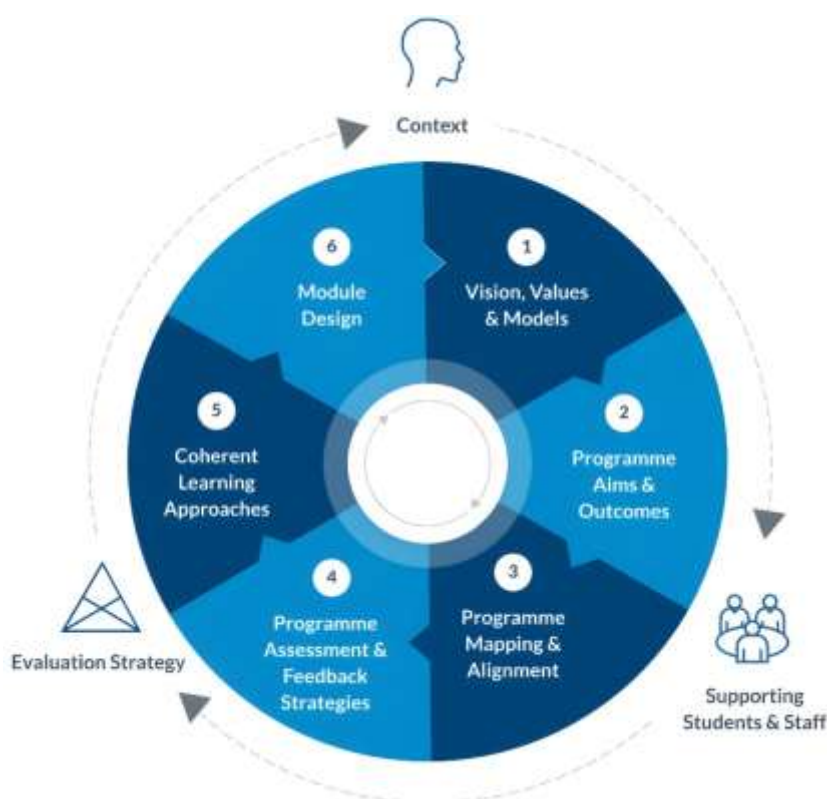 Context
1
Vision, Values
& Models
2
Programme
Aims &
Outcomes
3
Programme
Mapping &
Alignment
4
Programme
Assessment &
Feedback
Strategies
5
Coherent
Learning
Approaches
6
Module
Design
Supporting
Students & Staff
Evaluation Strategy